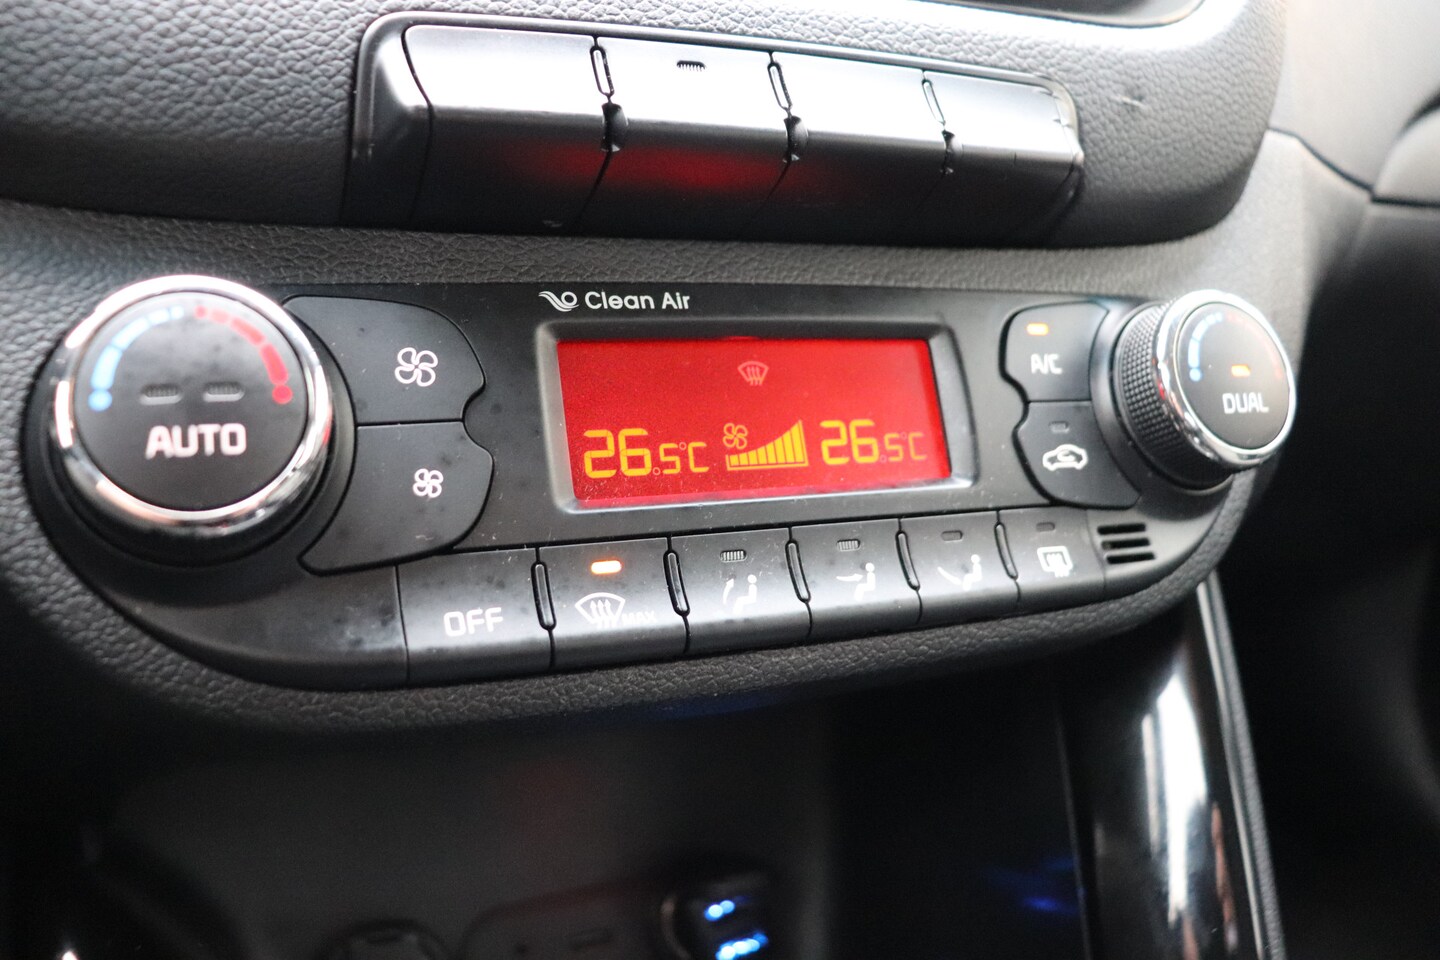 Clean Air
AUTO
26.5°C
26.5°C
A/C
DUAL
OFF
MAX